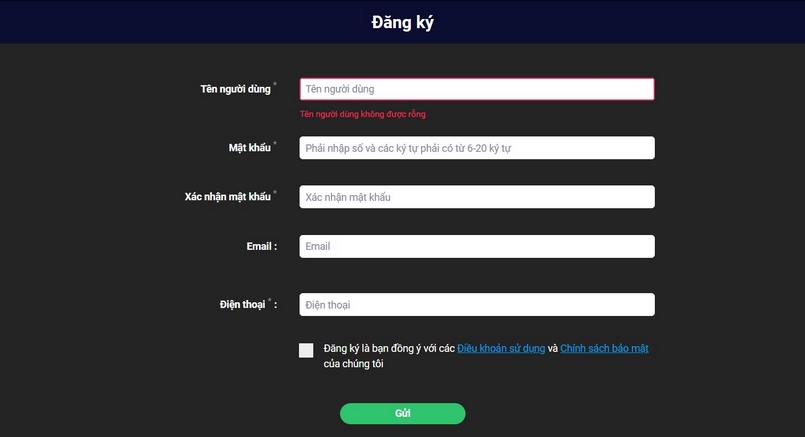 Đăng ký
Tên người dùng *
Tên người dùng
Tên người dùng không được rỗng
Mật khẩu *
Phải nhập số và các ký tự phải có từ 6-20 ký tự
Xác nhận mật khẩu *
Xác nhận mật khẩu
Email :
Email
Điện thoại * :
Điện thoại
Đăng ký là bạn đồng ý với các Điều khoản sử dụng và Chính sách bảo mật
của chúng tôi
Gửi